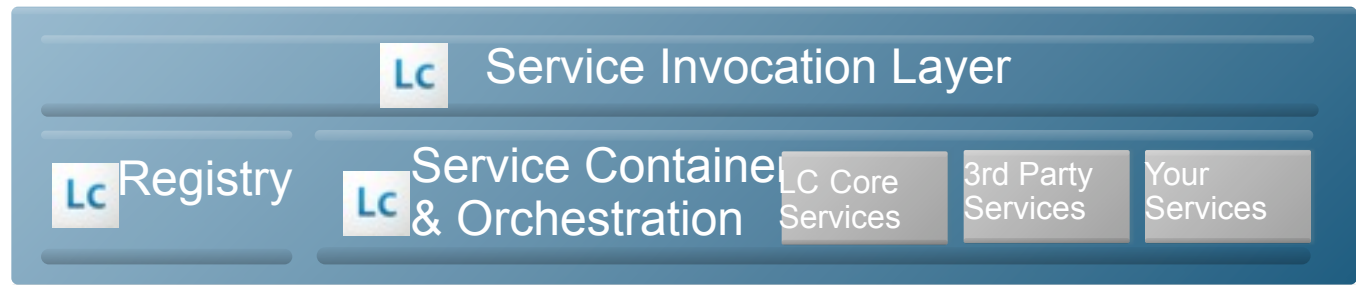 Lc Service Invocation Layer
Lc Registry
Lc Service Container
& Orchestration
LC Core
Services
3rd Party
Services
Your
Services